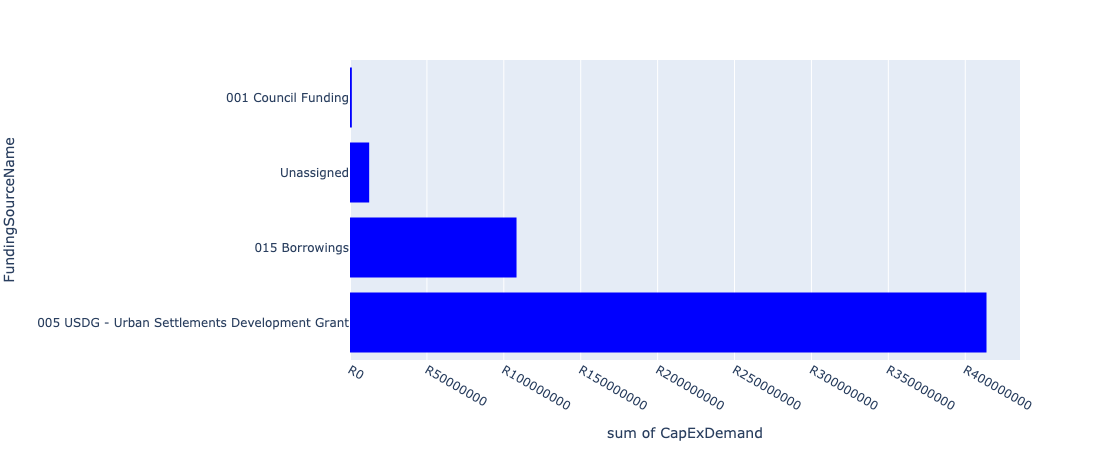 FundingSourceName
001 Council Funding
Unassigned
015 Borrowings
005 USDG - Urban Settlements Development Grant
R0
R50000000
R100000000
R150000000
R200000000
R250000000
R300000000
R350000000
R400000000
sum of CapExDemand